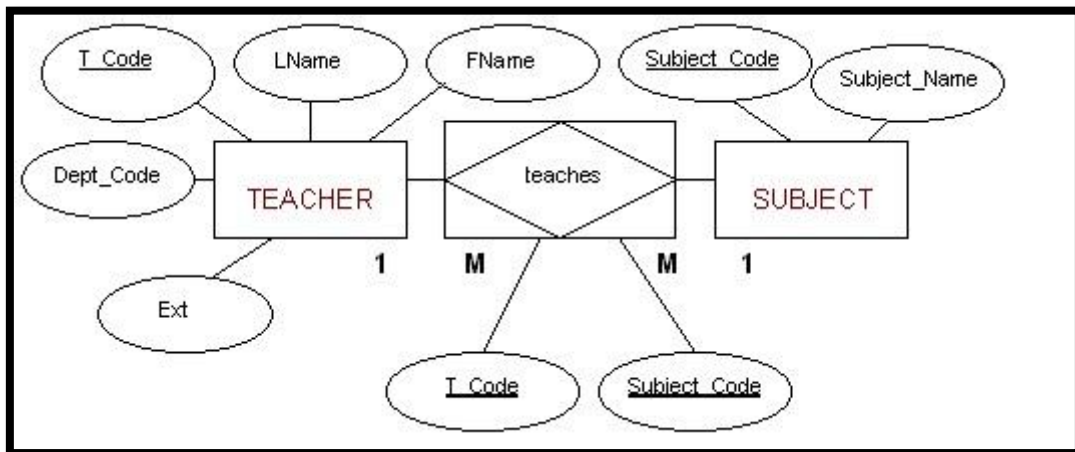 T_Code
LName
FName
Subject_Code
Subject_Name
Dept_Code
TEACHER
teaches
SUBJECT
1
M
M
1
Ext
T_Code
Subject_Code